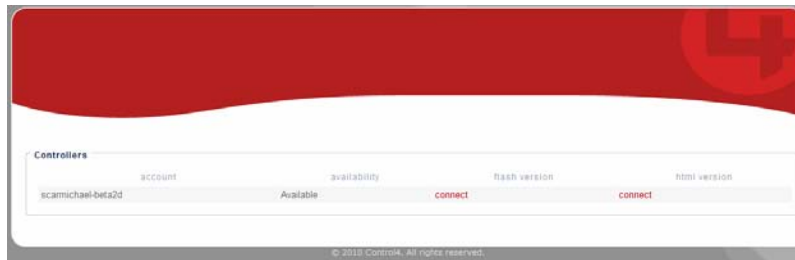 Controllers
account availability flash version html version
scarmichael-beta2d Available connect connect
© 2010 Control4. All rights reserved.